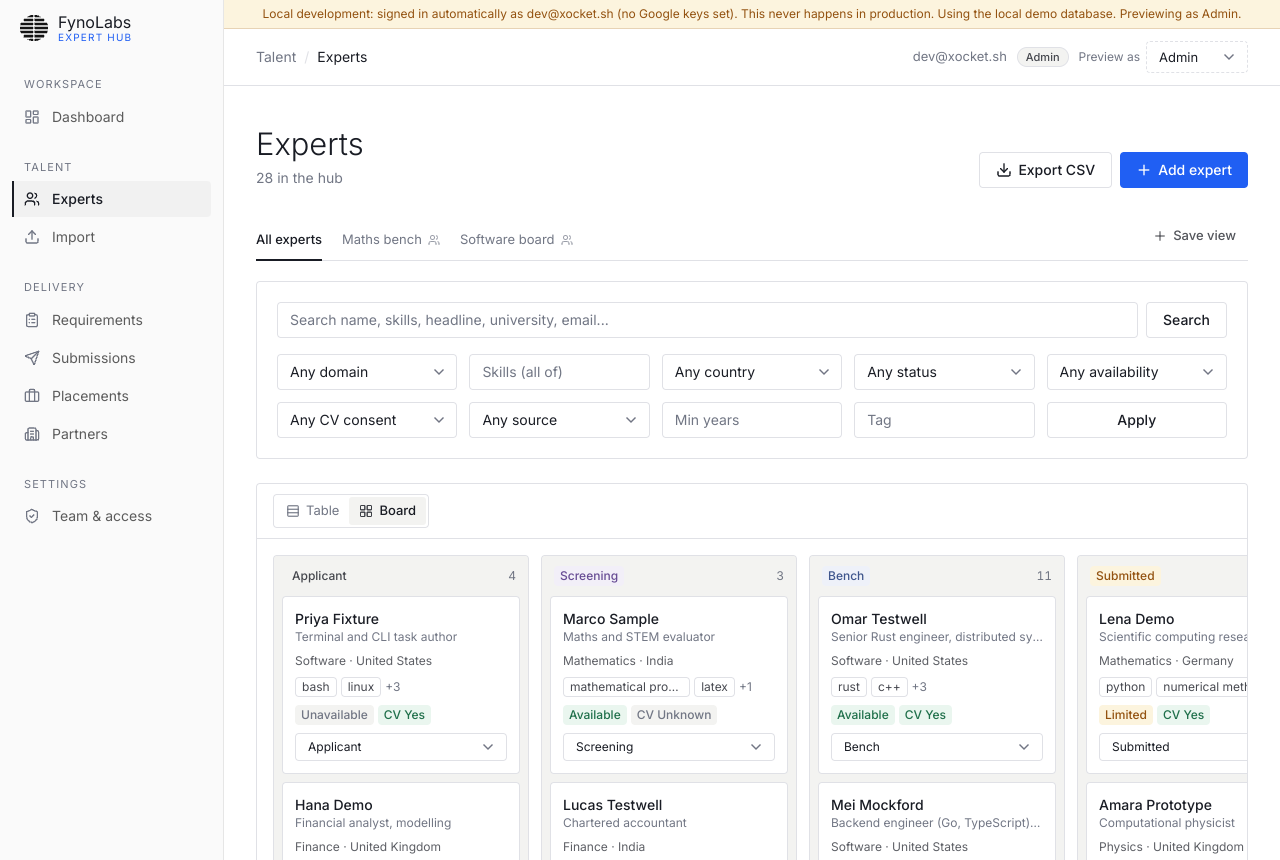 FynoLabs
EXPERT HUB
Local development: signed in automatically as dev@xocket.sh (no Google keys set). This never happens in production. Using the local demo database. Previewing as Admin.
Talent / Experts
dev@xocket.sh Admin Preview as Admin
WORKSPACE
Dashboard
TALENT
Experts
Import
DELIVERY
Requirements
Submissions
Placements
Partners
SETTINGS
Team & access
Experts
28 in the hub
Export CSV
Add expert
All experts Maths bench Software board
Save view
Search name, skills, headline, university, email... Search
Any domain Skills (all of) Any country Any status Any availability
Any CV consent Any source Min years Tag Apply
Table Board
Applicant 4
Priya Fixture
Terminal and CLI task author
Software · United States
bash linux +3
Unavailable CV Yes
Applicant
Hana Demo
Financial analyst, modelling
Finance · United Kingdom
Screening 3
Marco Sample
Maths and STEM evaluator
Mathematics · India
mathematical pro... latex +1
Available CV Unknown
Screening
Lucas Testwell
Chartered accountant
Finance · India
Bench 11
Omar Testwell
Senior Rust engineer, distributed sy...
Software · United States
rust c++ +3
Available CV Yes
Bench
Mei Mockford
Backend engineer (Go, TypeScript)...
Software · United States
Submitted
Lena Demo
Scientific computing resea
Mathematics · Germany
python numerical meth
Limited CV Yes
Submitted
Amara Prototype
Computational physicist
Physics · United Kingdom